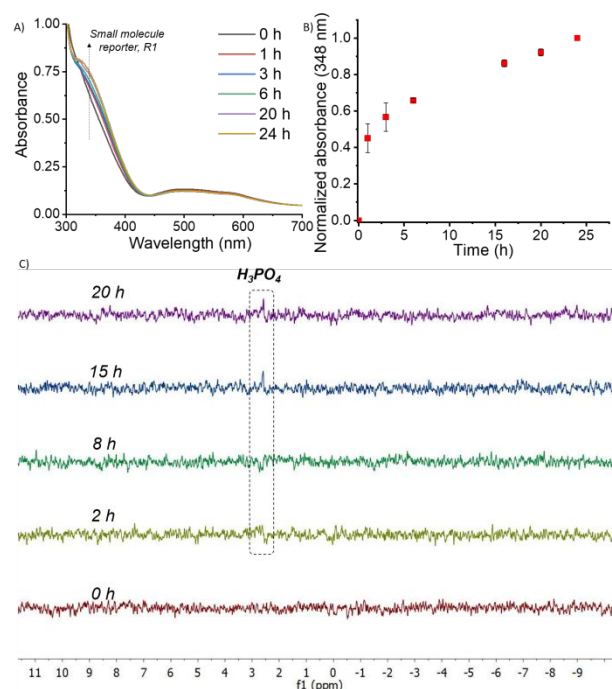 A)
Small molecule
reporter, R1
0 h
1 h
3 h
6 h
20 h
24 h
1.00
0.75
0.50
0.25
0.00
Absorbance
300 400 500 600 700
Wavelength (nm)
B)
Normalized absorbance (348 nm)
1.0
0.8
0.6
0.4
0.2
0.0
0 5 10 15 20 25
Time (h)
C)
H₃PO₄
20 h
15 h
8 h
2 h
0 h
11 10 9 8 7 6 5 4 3 2 1 0 -1 -2 -3 -4 -5 -6 -7 -8 -9
f1 (ppm)